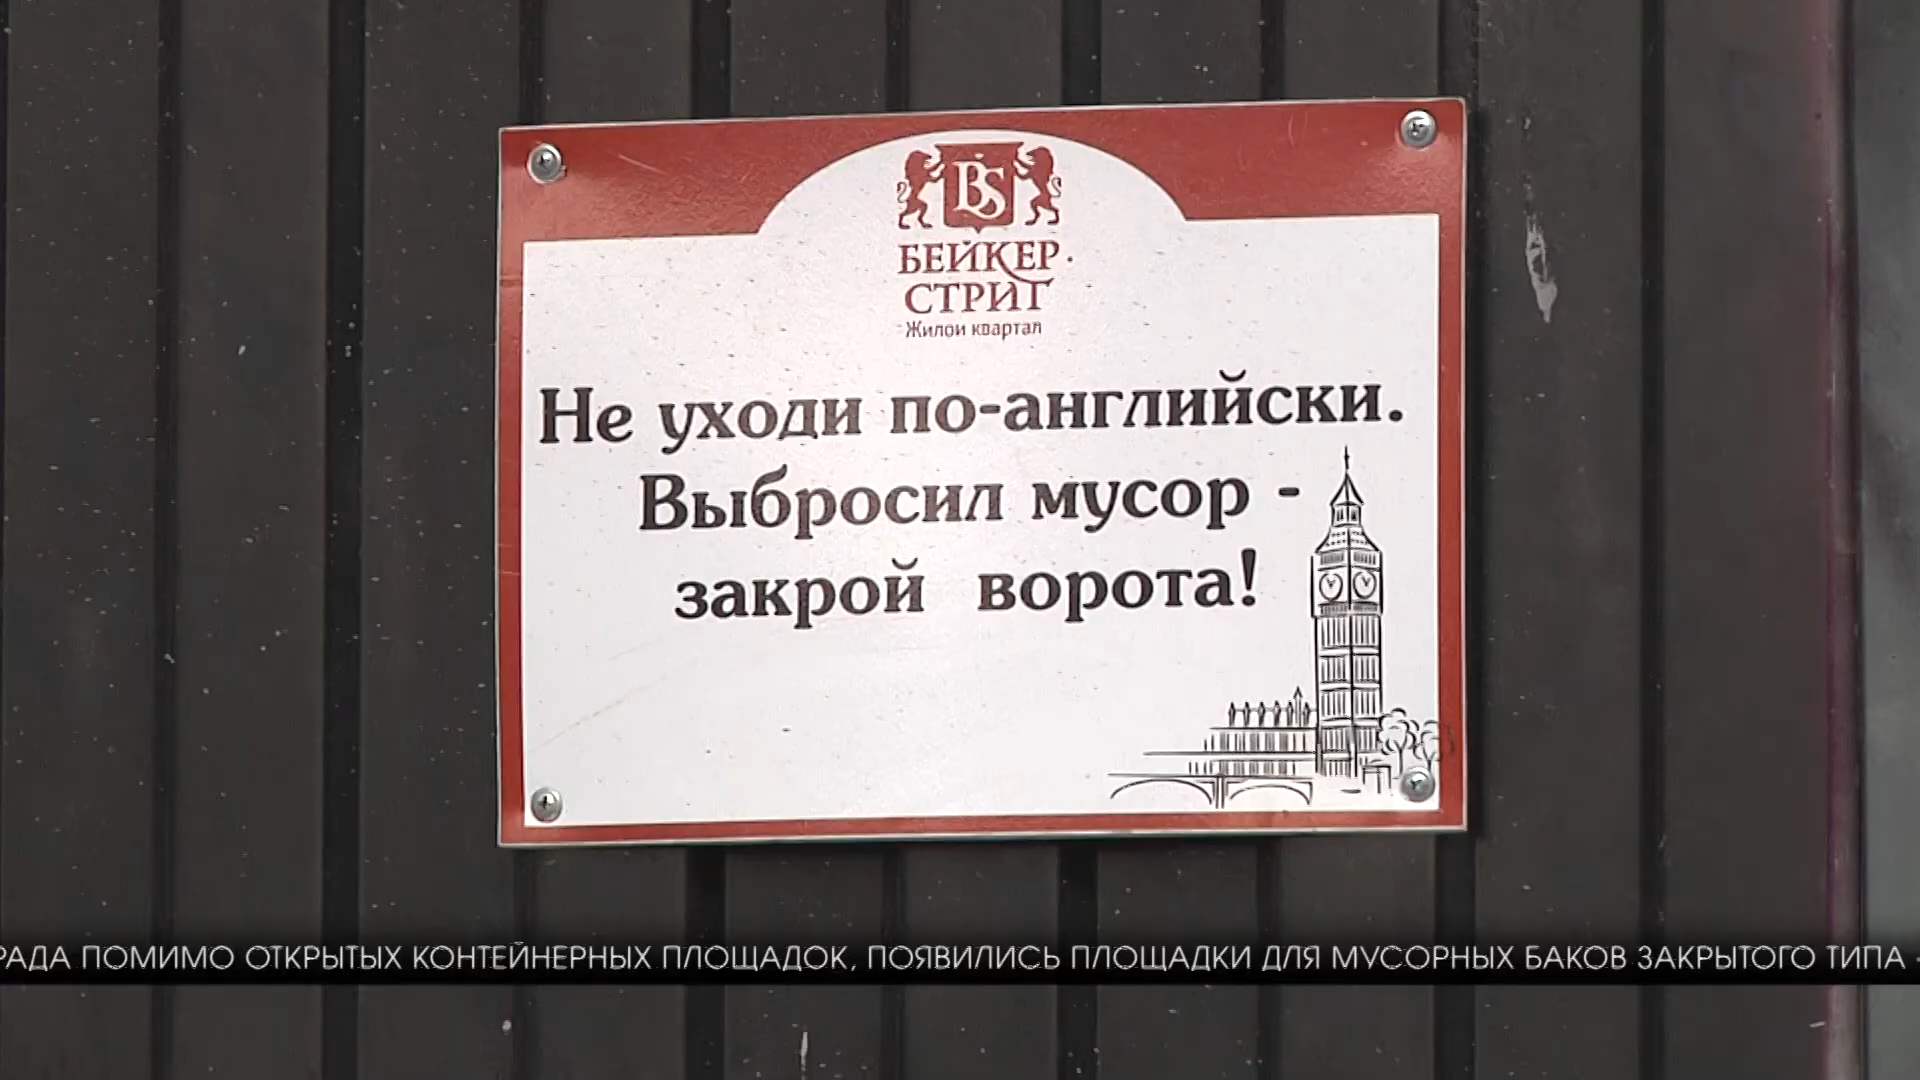 BS
БЕЙКЕР·
СТРИТ
Жилой квартал
Не уходи по-английски.
Выбросил мусор -
закрой ворота!
РАДА ПОМИМО ОТКРЫТЫХ КОНТЕЙНЕРНЫХ ПЛОЩАДОК, ПОЯВИЛИСЬ ПЛОЩАДКИ ДЛЯ МУСОРНЫХ БАКОВ ЗАКРЫТОГО ТИПА -